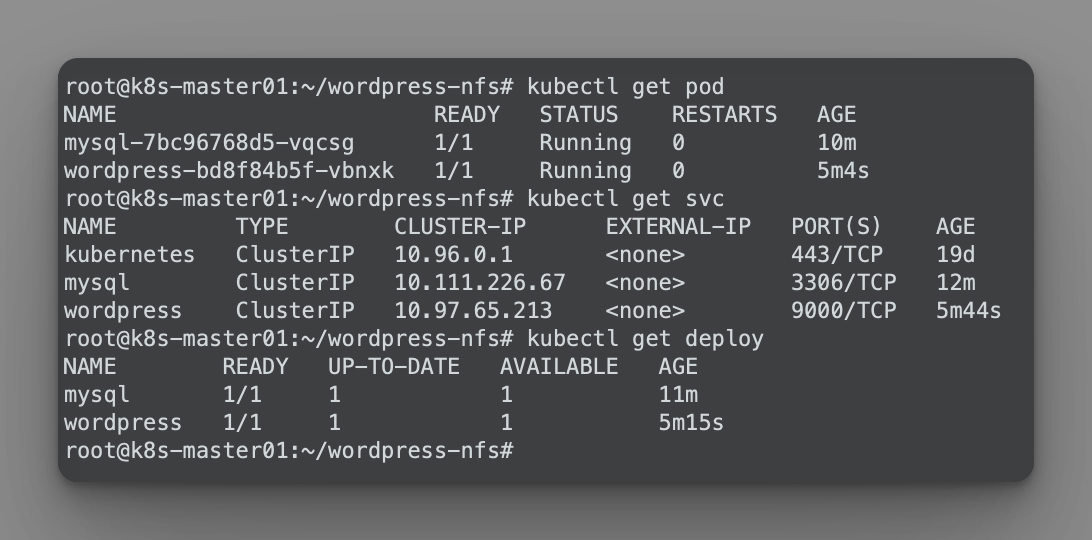 root@k8s-master01:~/wordpress-nfs# kubectl get pod
NAME                        READY   STATUS    RESTARTS   AGE
mysql-7bc96768d5-vqcsg      1/1     Running   0          10m
wordpress-bd8f84b5f-vbnxk   1/1     Running   0          5m4s
root@k8s-master01:~/wordpress-nfs# kubectl get svc
NAME         TYPE        CLUSTER-IP      EXTERNAL-IP   PORT(S)    AGE
kubernetes   ClusterIP   10.96.0.1       <none>        443/TCP    19d
mysql        ClusterIP   10.111.226.67   <none>        3306/TCP   12m
wordpress    ClusterIP   10.97.65.213    <none>        9000/TCP   5m44s
root@k8s-master01:~/wordpress-nfs# kubectl get deploy
NAME        READY   UP-TO-DATE   AVAILABLE   AGE
mysql       1/1     1            1           11m
wordpress   1/1     1            1           5m15s
root@k8s-master01:~/wordpress-nfs#